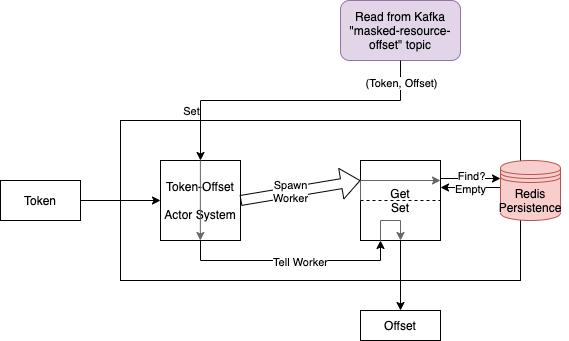 Read from Kafka
"masked-resource-
offset" topic
(Token, Offset)
Set
Token
Token-Offset
Actor System
Spawn
Worker
Get
Set
Find?
Empty
Redis
Persistence
Tell Worker
Offset